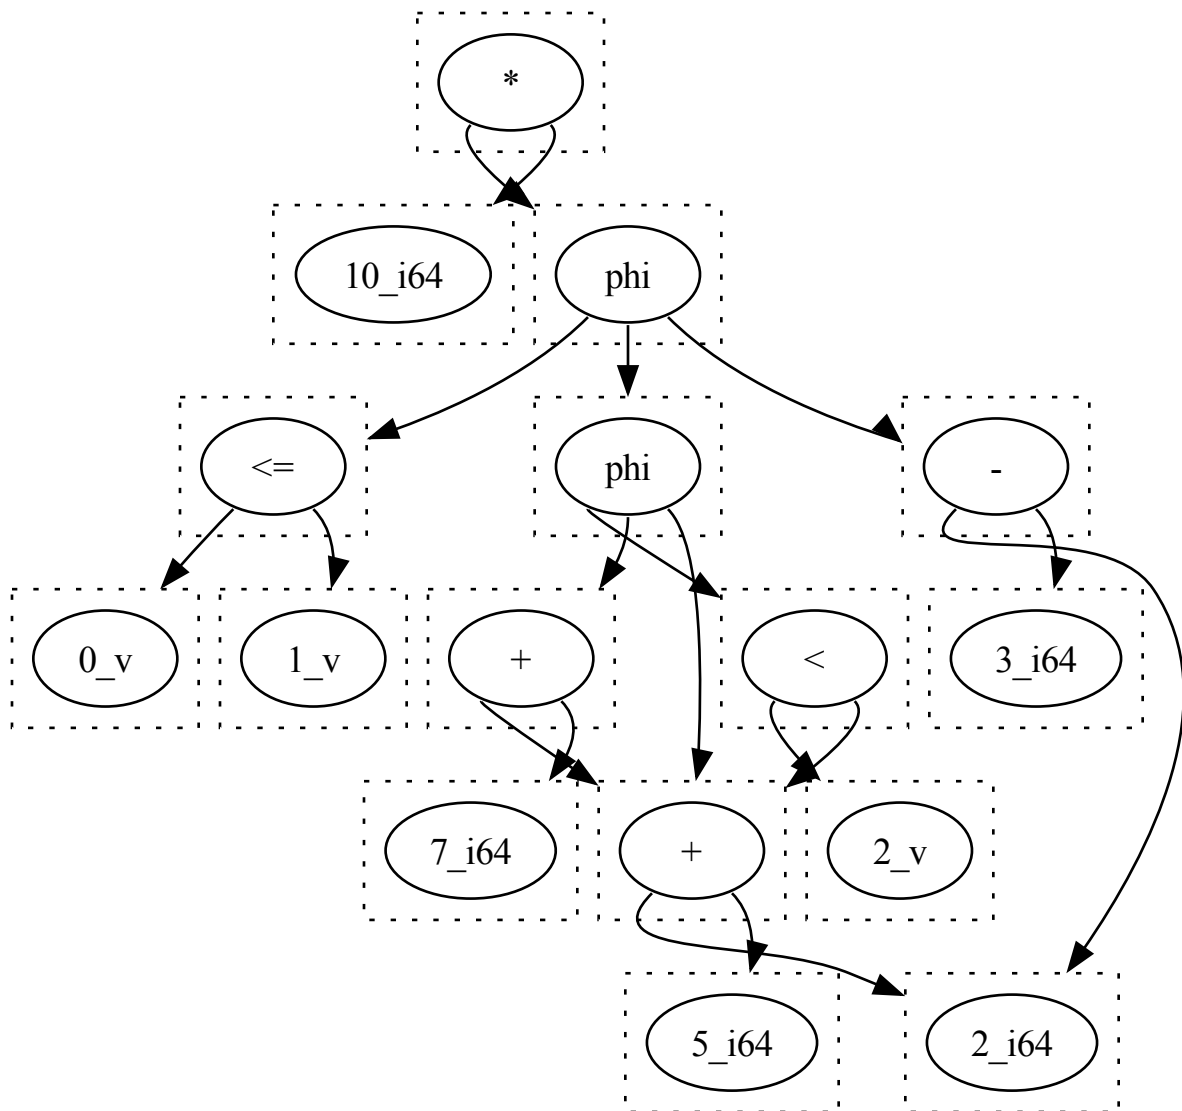 *
10_i64
phi
<=
phi
-
0_v
1_v
+
<
3_i64
7_i64
+
2_v
5_i64
2_i64